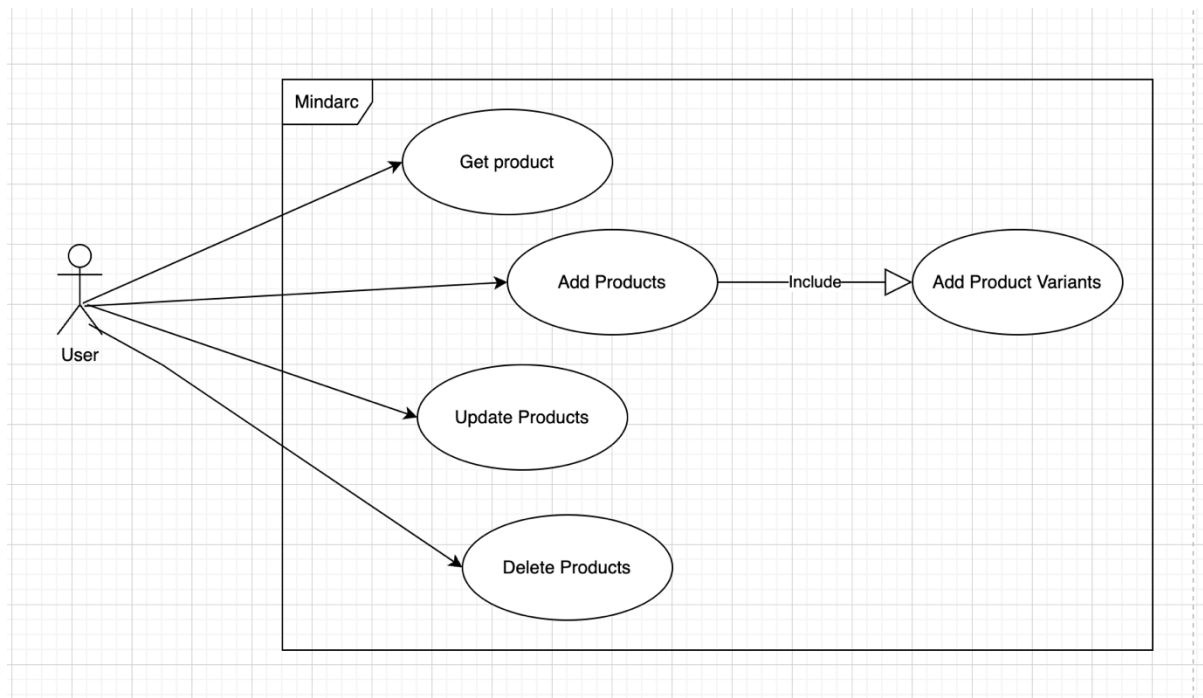 Mindarc
Get product
Add Products
Include
Add Product Variants
User
Update Products
Delete Products